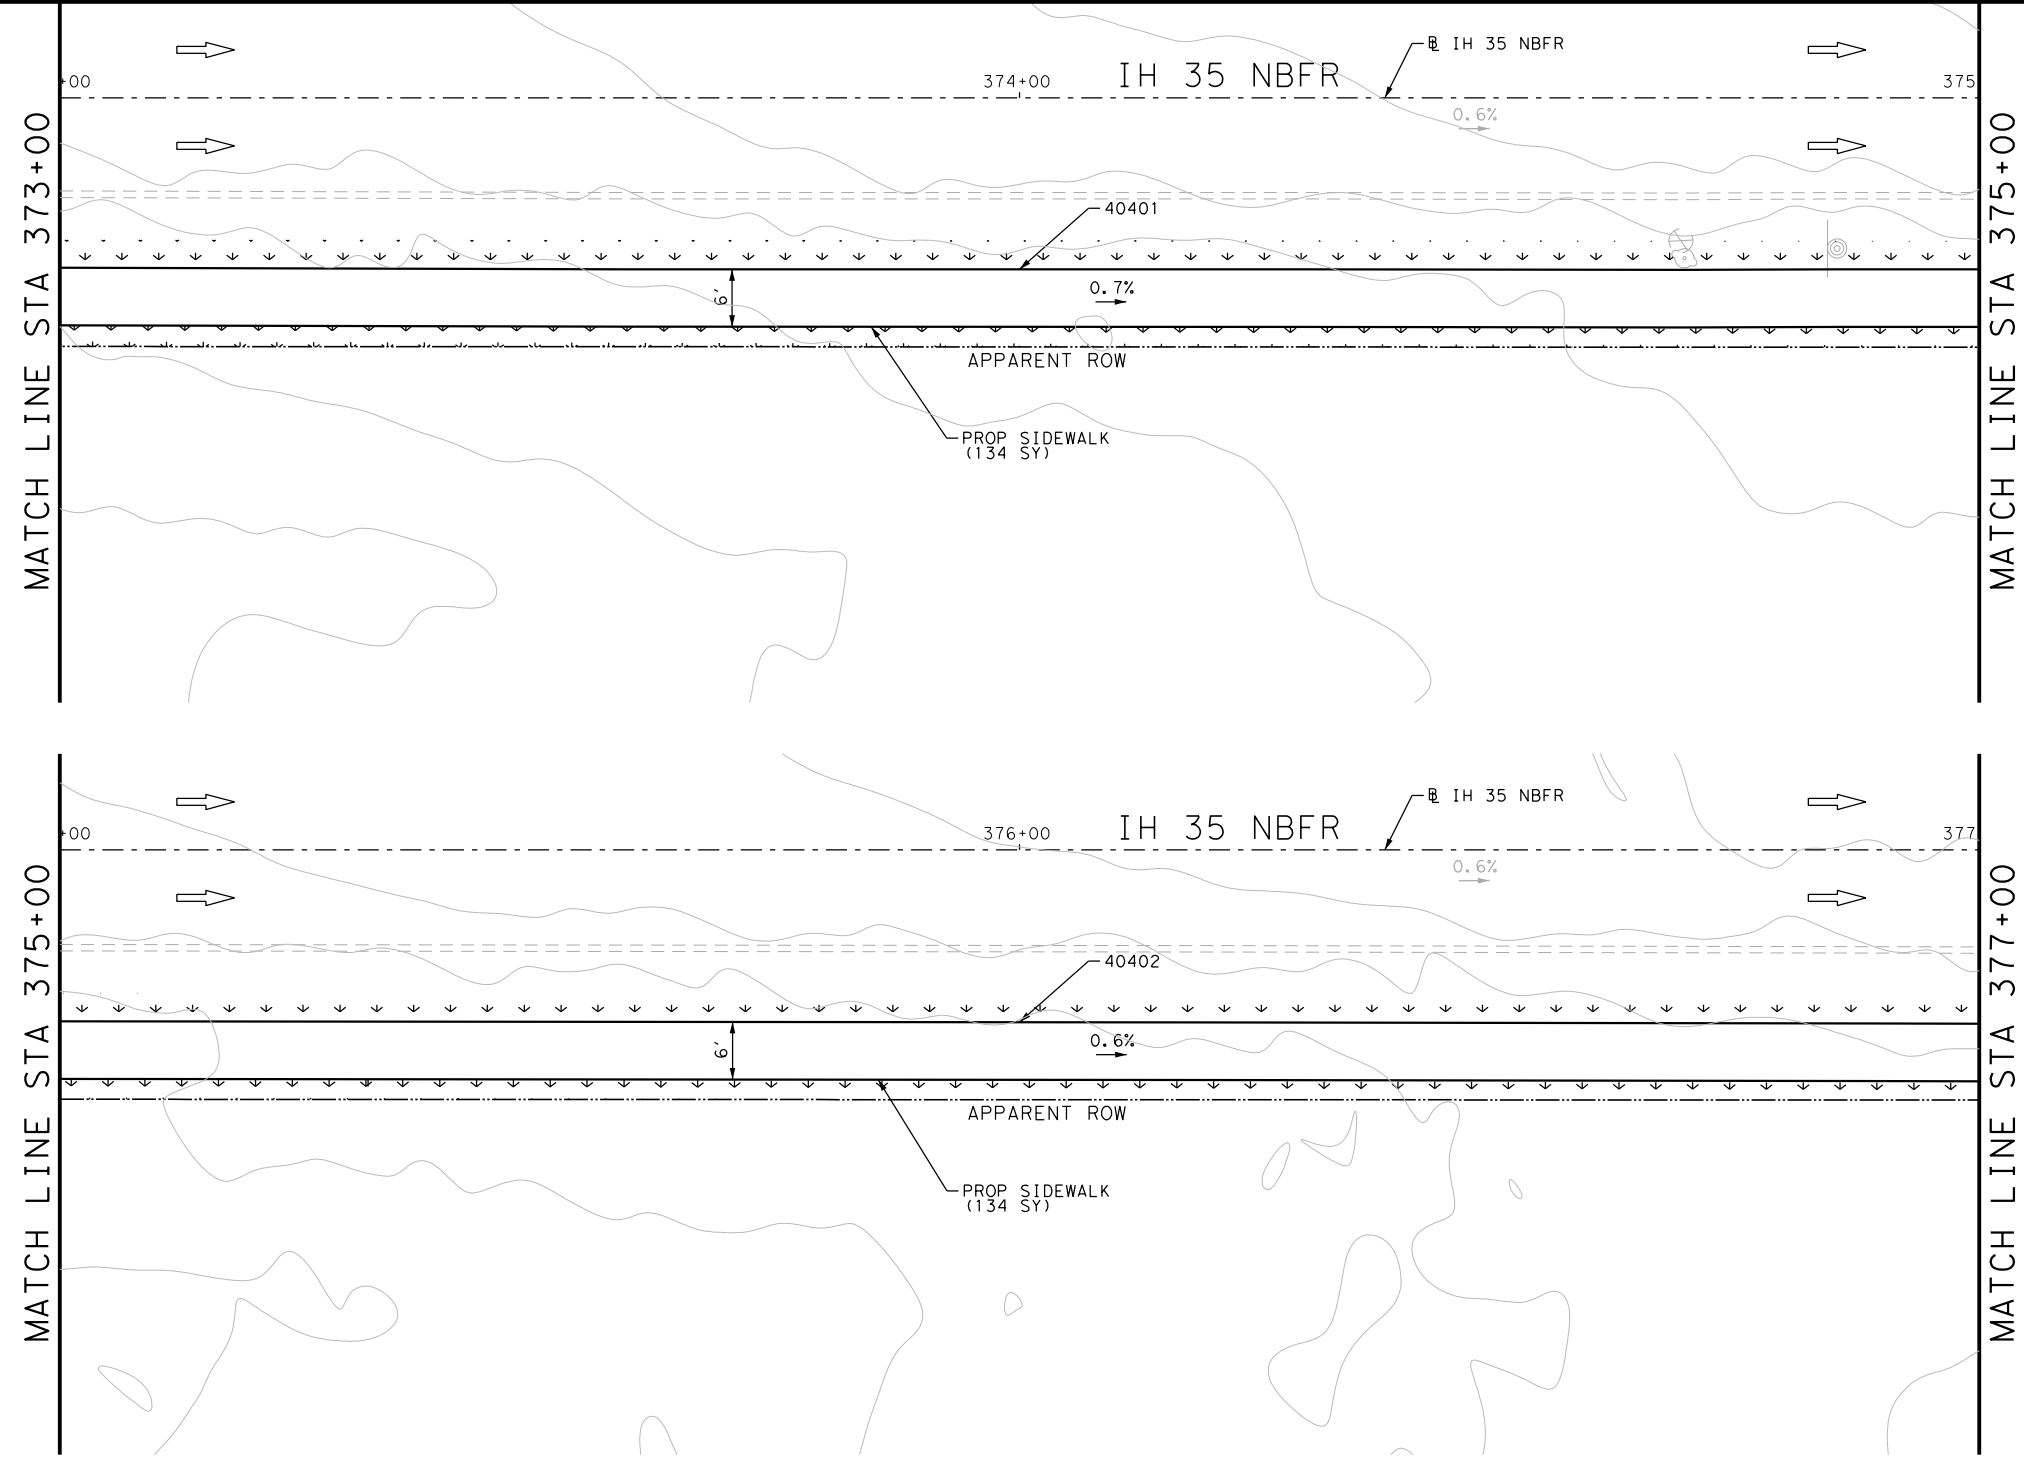 ℄ IH 35 NBFR
+00
374+00
IH 35 NBFR
375
0.6%
MATCH LINE STA 373+00
MATCH LINE STA 375+00
40401
6'
0.7%
APPARENT ROW
PROP SIDEWALK
(134 SY)
℄ IH 35 NBFR
+00
376+00
IH 35 NBFR
377
0.6%
MATCH LINE STA 375+00
MATCH LINE STA 377+00
40402
6'
0.6%
APPARENT ROW
PROP SIDEWALK
(134 SY)